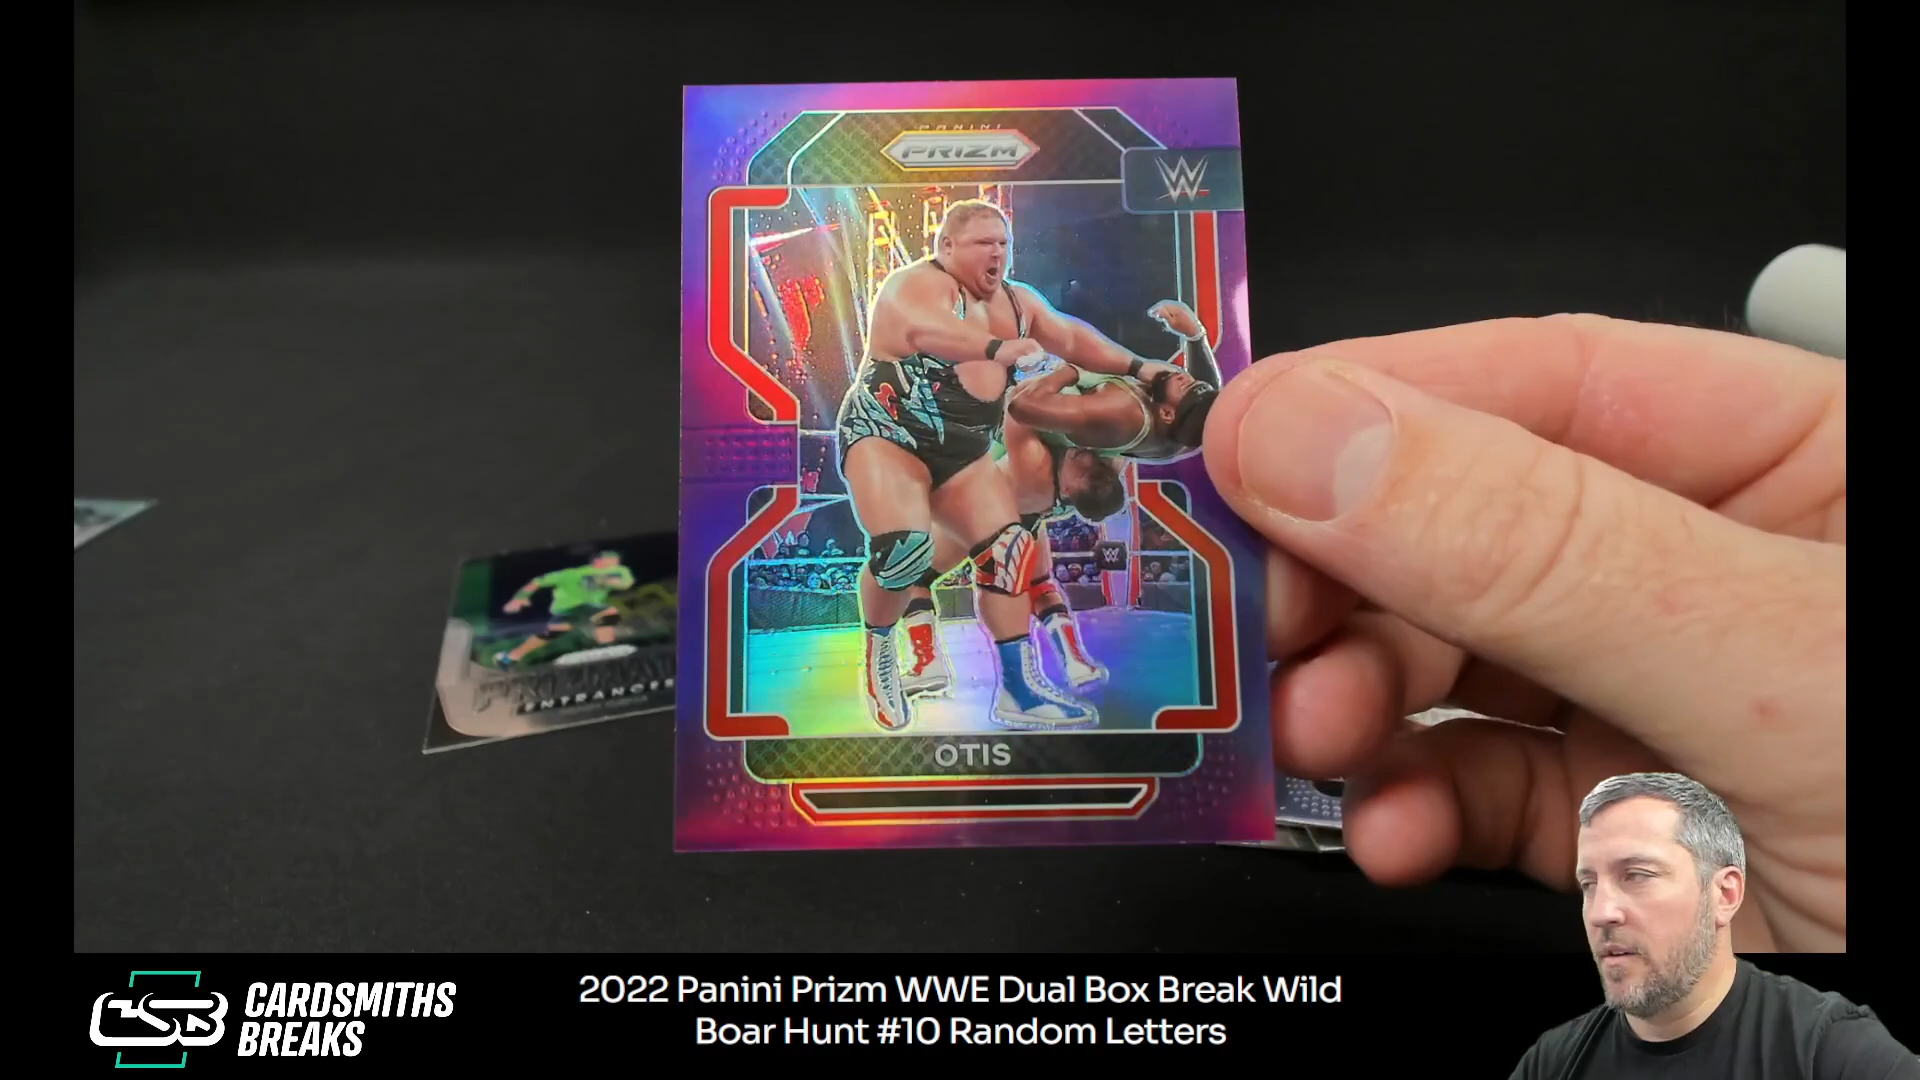 PANINI
PRIZM
W
W
OTIS
ENTRANCES
CSB
CARDSMITHS
BREAKS
2022 Panini Prizm WWE Dual Box Break Wild
Boar Hunt #10 Random Letters